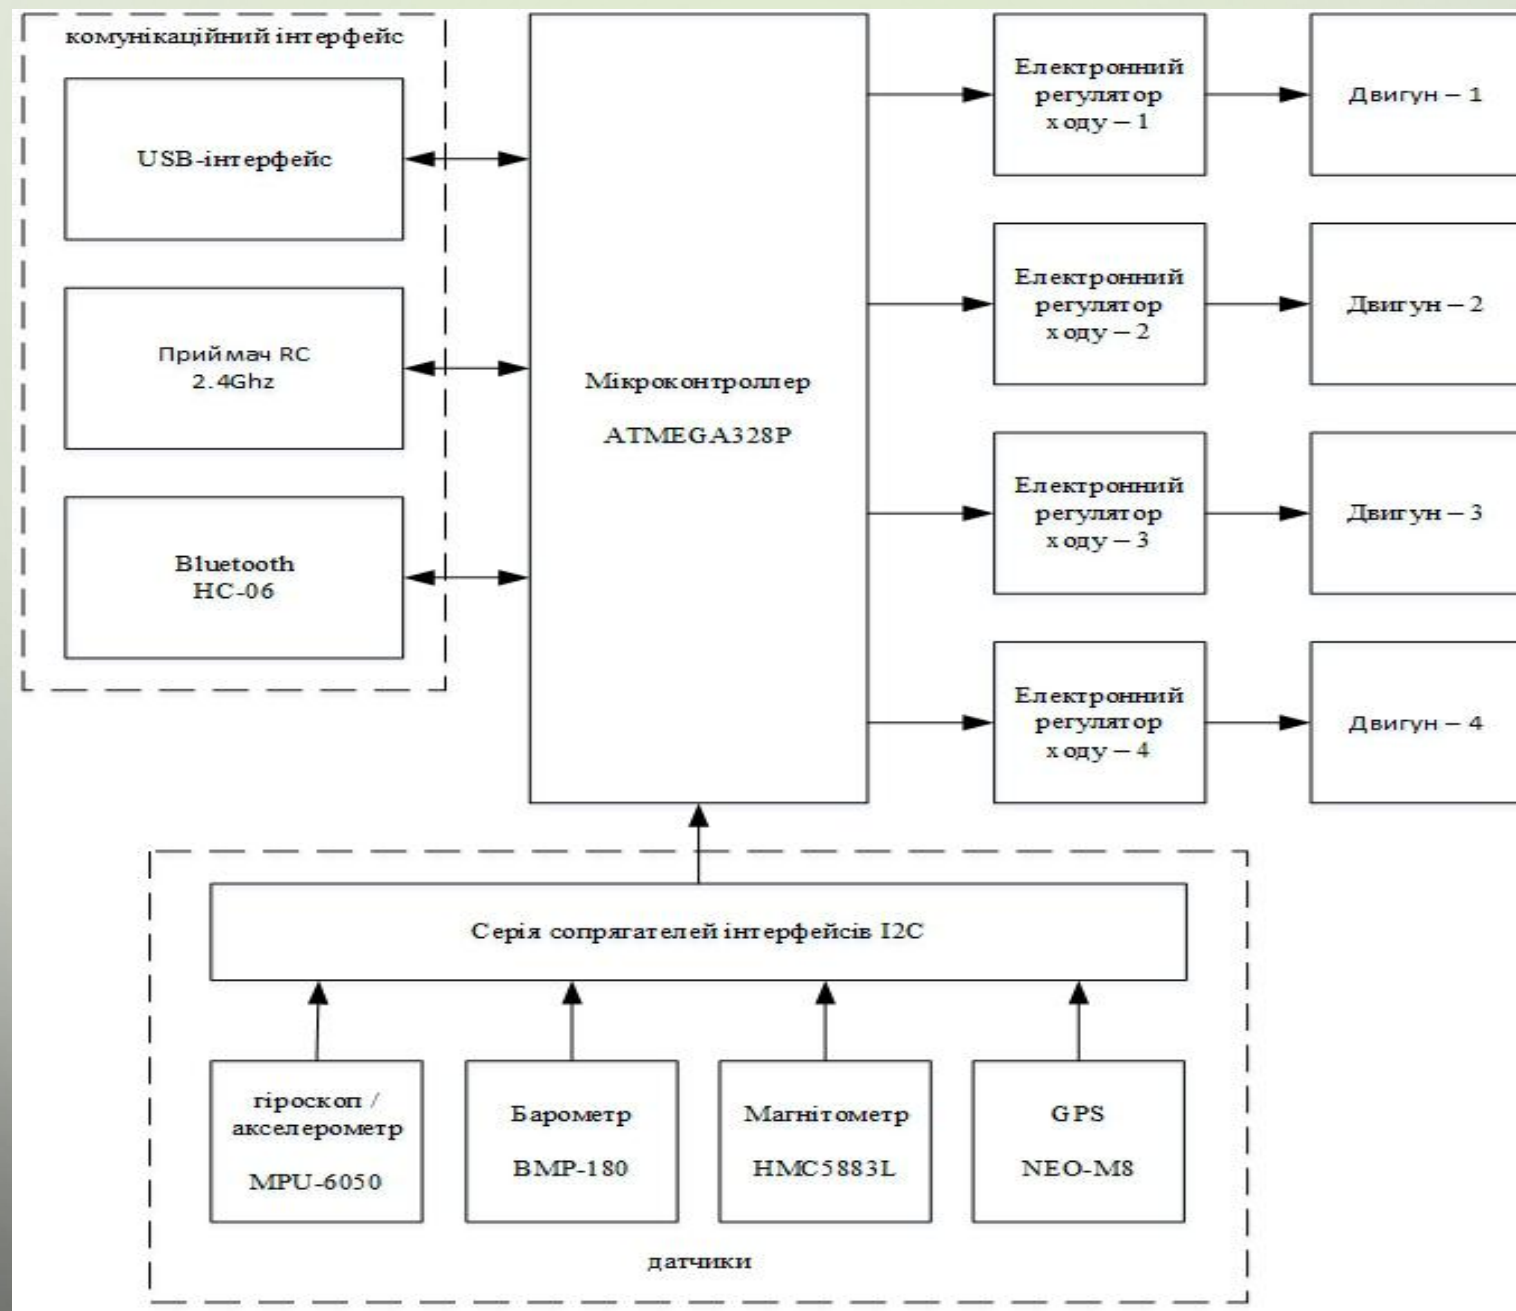 комунікаційний інтерфейс
USB-інтерфейс
Приймач RC
2.4Ghz
Bluetooth
HC-06
Мікроконтроллер
ATMEGA328P
Електронний
регулятор
ходу – 1
Двигун – 1
Електронний
регулятор
ходу – 2
Двигун – 2
Електронний
регулятор
ходу – 3
Двигун – 3
Електронний
регулятор
ходу – 4
Двигун – 4
Серія сопрягателей інтерфейсів I2C
гіроскоп /
акселерометр
MPU-6050
Барометр
BMP-180
Магнітометр
HMC5883L
GPS
NEO-M8
датчики